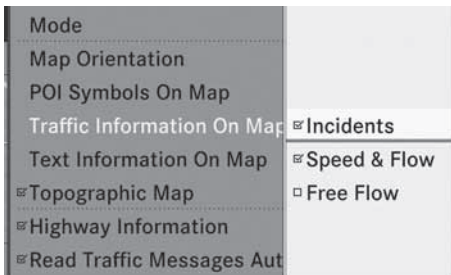 Mode
Map Orientation
POI Symbols On Map
Traffic Information On Map
Incidents
Text Information On Map
Speed & Flow
Topographic Map
Free Flow
Highway Information
Read Traffic Messages Aut